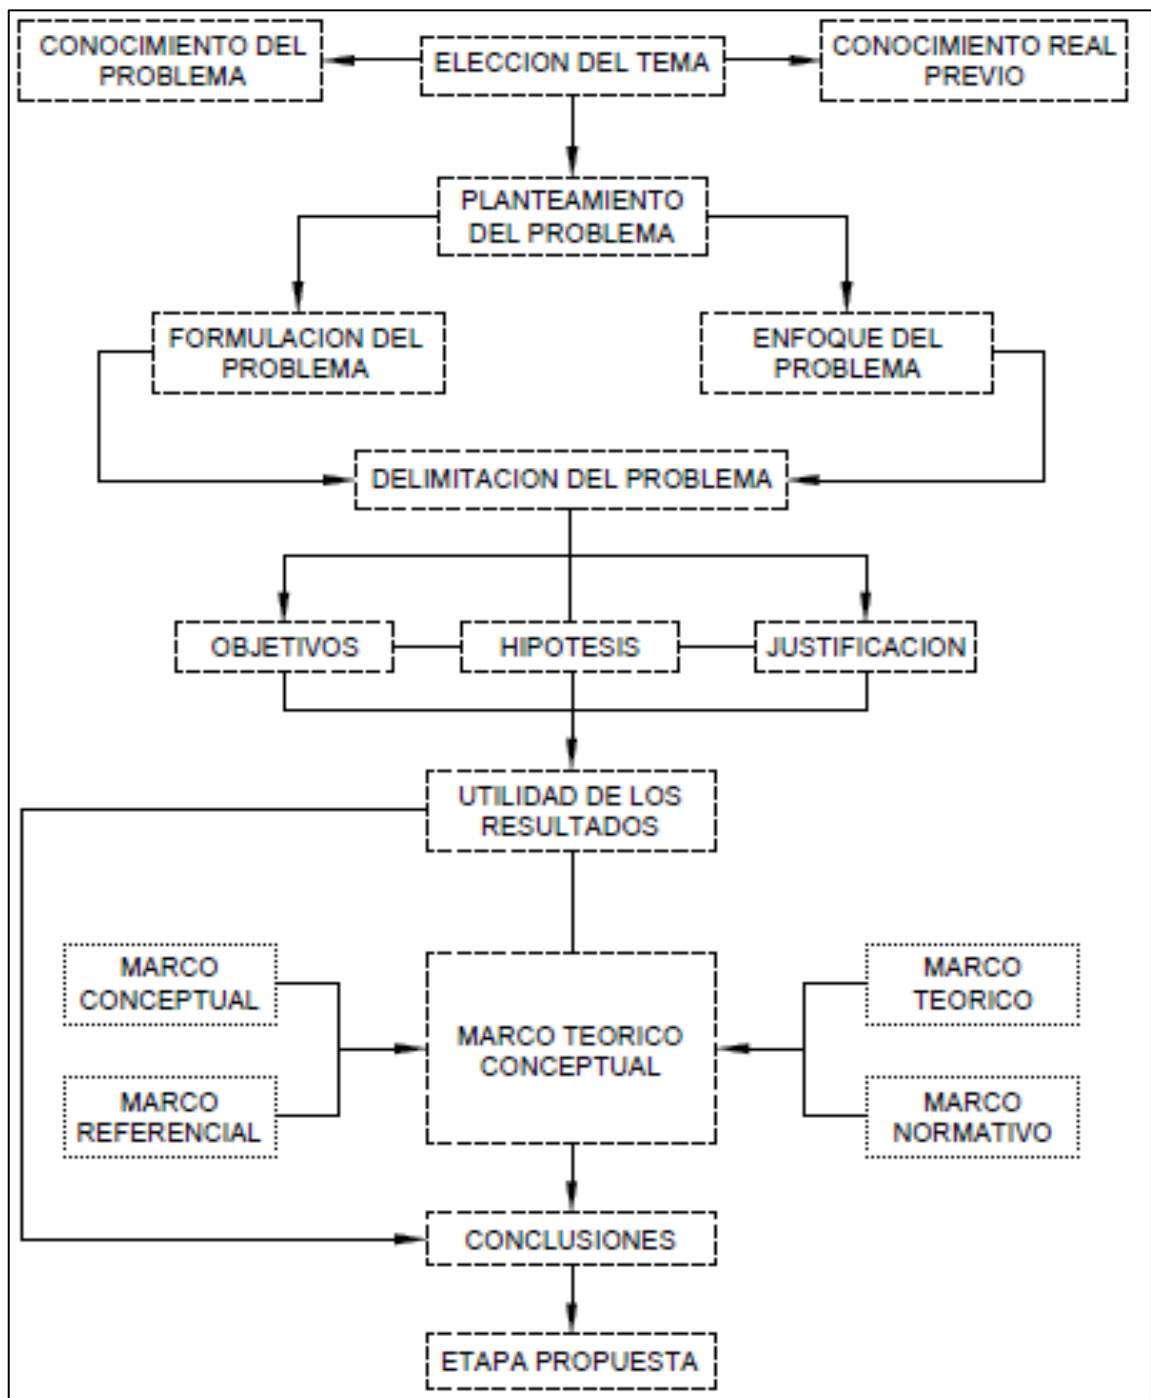 CONOCIMIENTO DEL
PROBLEMA
ELECCION DEL TEMA
CONOCIMIENTO REAL
PREVIO
PLANTEAMIENTO
DEL PROBLEMA
FORMULACION DEL
PROBLEMA
ENFOQUE DEL
PROBLEMA
DELIMITACION DEL PROBLEMA
OBJETIVOS
HIPOTESIS
JUSTIFICACION
UTILIDAD DE LOS
RESULTADOS
MARCO
CONCEPTUAL
MARCO
TEORICO
MARCO TEORICO
CONCEPTUAL
MARCO
REFERENCIAL
MARCO
NORMATIVO
CONCLUSIONES
ETAPA PROPUESTA